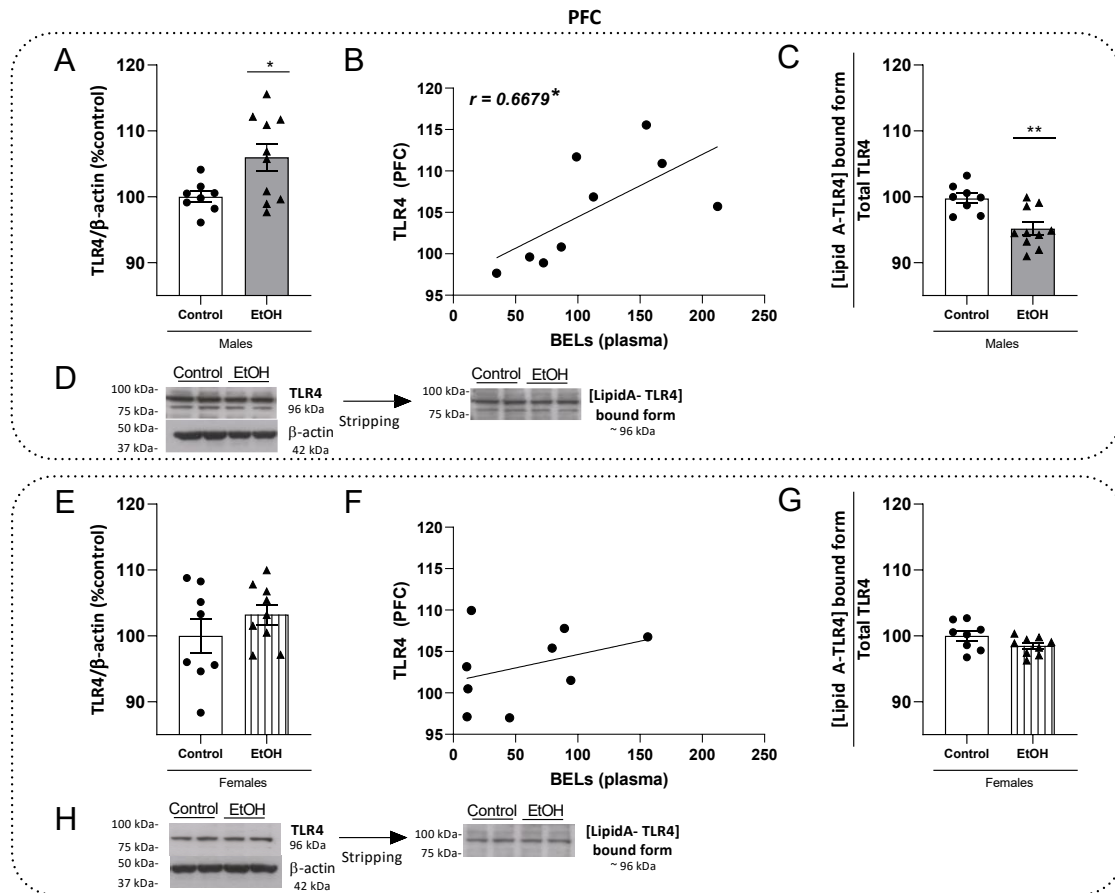 PFC
A
TLR4/β-actin (%control)
120
110
100
90
*
Control
EtOH
Males
B
r = 0.6679*
TLR4 (PFC)
120
115
110
105
100
95
0
50
100
150
200
250
BELs (plasma)
C
[Lipid A-TLR4] bound form
Total TLR4
120
110
100
90
**
Control
EtOH
Males
D
Control EtOH
100 kDa-
75 kDa-
50 kDa-
37 kDa-
TLR4
96 kDa
β-actin
42 kDa
Stripping
Control EtOH
100 kDa-
75 kDa-
[LipidA- TLR4]
bound form
~ 96 kDa
E
TLR4/β-actin (%control)
120
110
100
90
Control
EtOH
Females
F
TLR4 (PFC)
120
115
110
105
100
95
0
50
100
150
200
250
BELs (plasma)
G
[Lipid A-TLR4] bound form
Total TLR4
120
110
100
90
Control
EtOH
Females
H
Control EtOH
100 kDa-
75 kDa-
50 kDa-
37 kDa-
TLR4
96 kDa
β-actin
42 kDa
Stripping
Control EtOH
100 kDa-
75 kDa-
[LipidA- TLR4]
bound form
~ 96 kDa